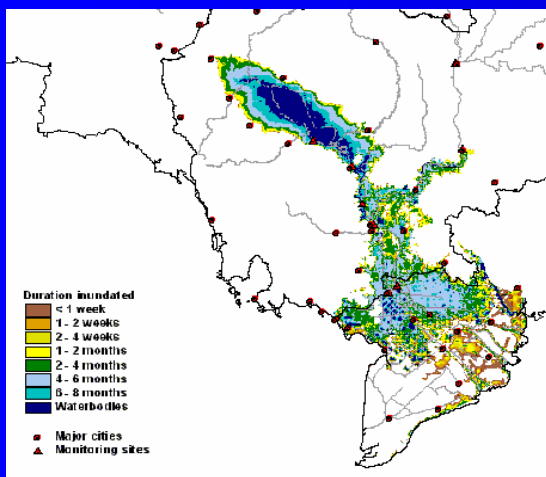 Duration inundated
< 1 week
1 - 2 weeks
2 - 4 weeks
1 - 2 months
2 - 4 months
4 - 6 months
6 - 8 months
Waterbodies
Major cities
Monitoring sites